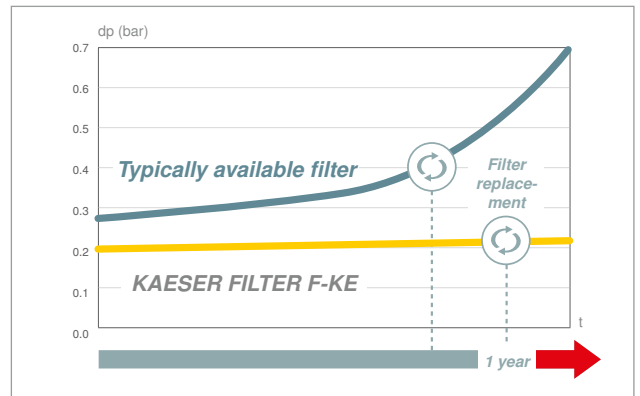 dp (bar)
0.7
0.6
0.5
0.4
0.3
0.2
0.1
0.0
Typically available filter
Filter
replace-
ment
KAESER FILTER F-KE
t
1 year